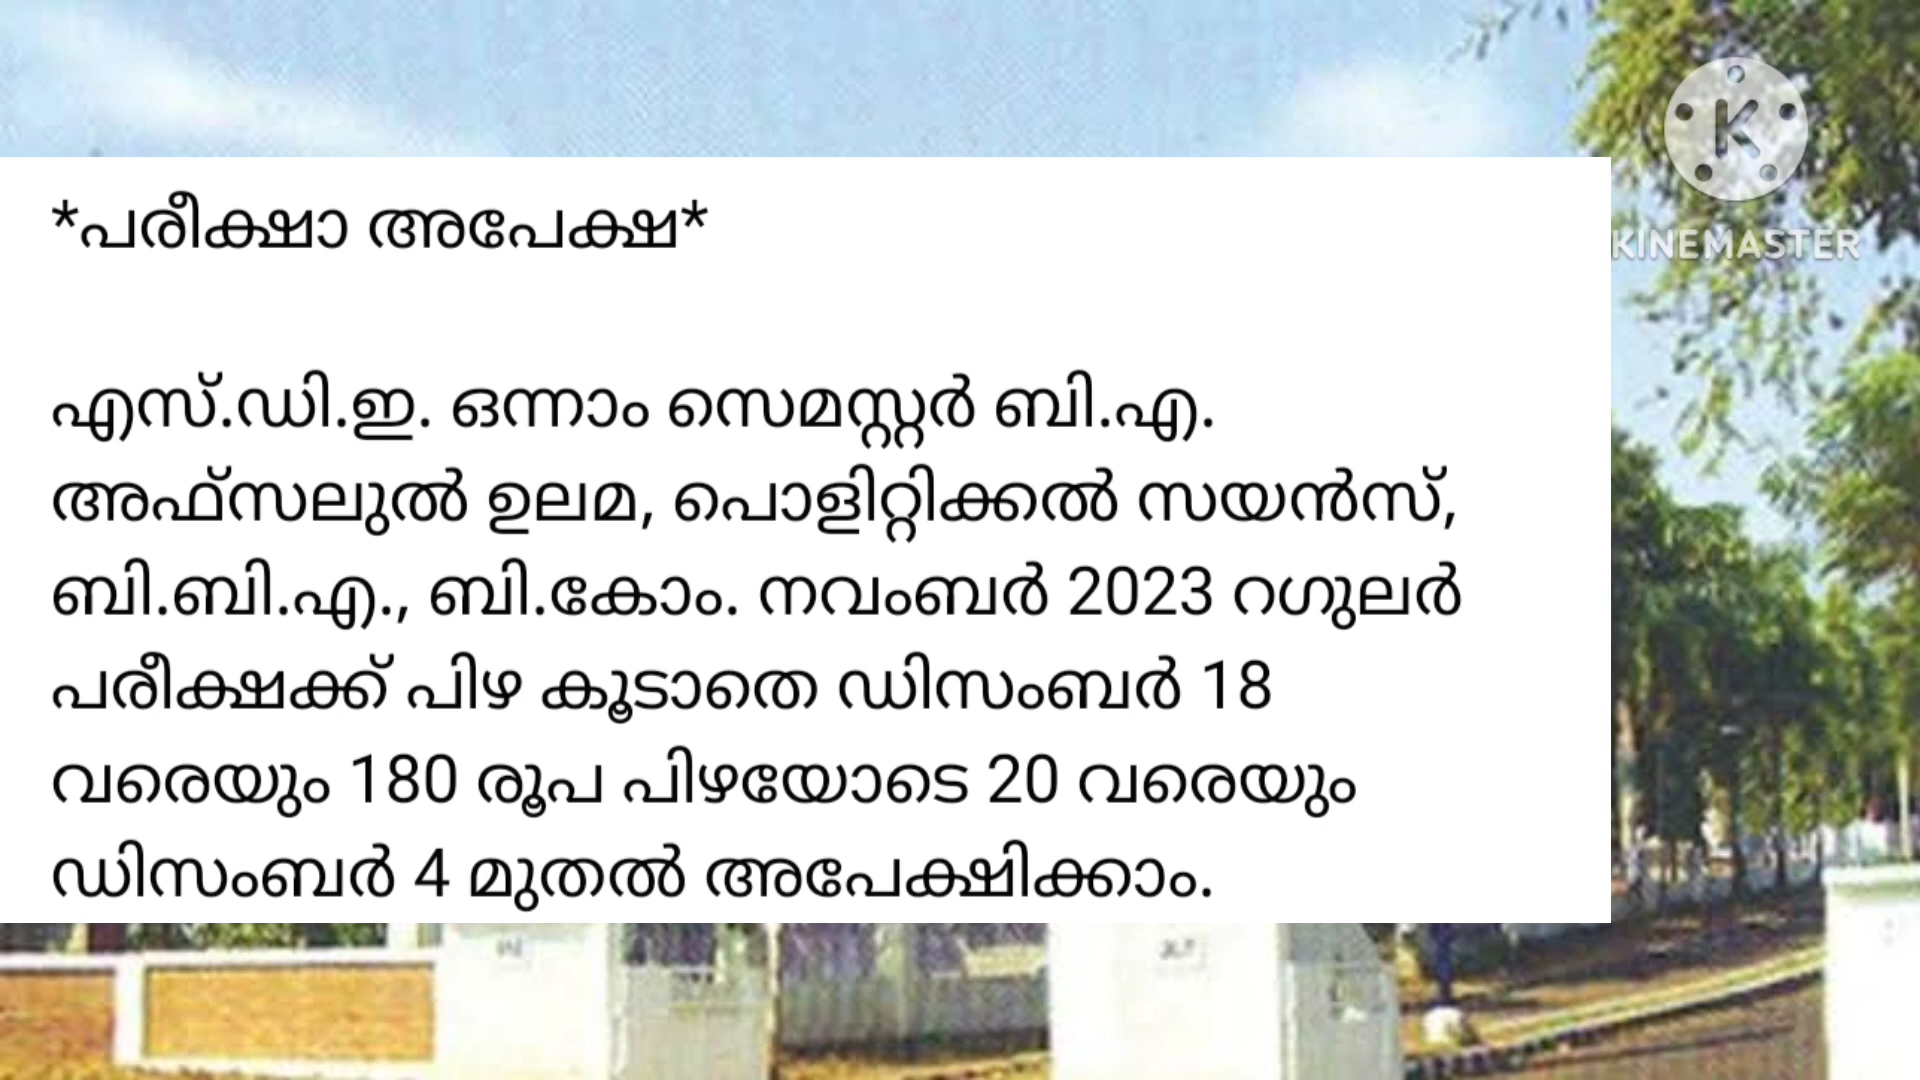 *പരീക്ഷാ അപേക്ഷ*
എസ്.ഡി.ഇ. ഒന്നാം സെമസ്റ്റർ ബി.എ.
അഫ്സലുൽ ഉലമ, പൊളിറ്റിക്കൽ സയൻസ്,
ബി.ബി.എ., ബി.കോം. നവംബർ 2023 റഗുലർ
പരീക്ഷക്ക് പിഴ കൂടാതെ ഡിസംബർ 18
വരെയും 180 രൂപ പിഴയോടെ 20 വരെയും
ഡിസംബർ 4 മുതൽ അപേക്ഷിക്കാം.
K
KINEMASTER